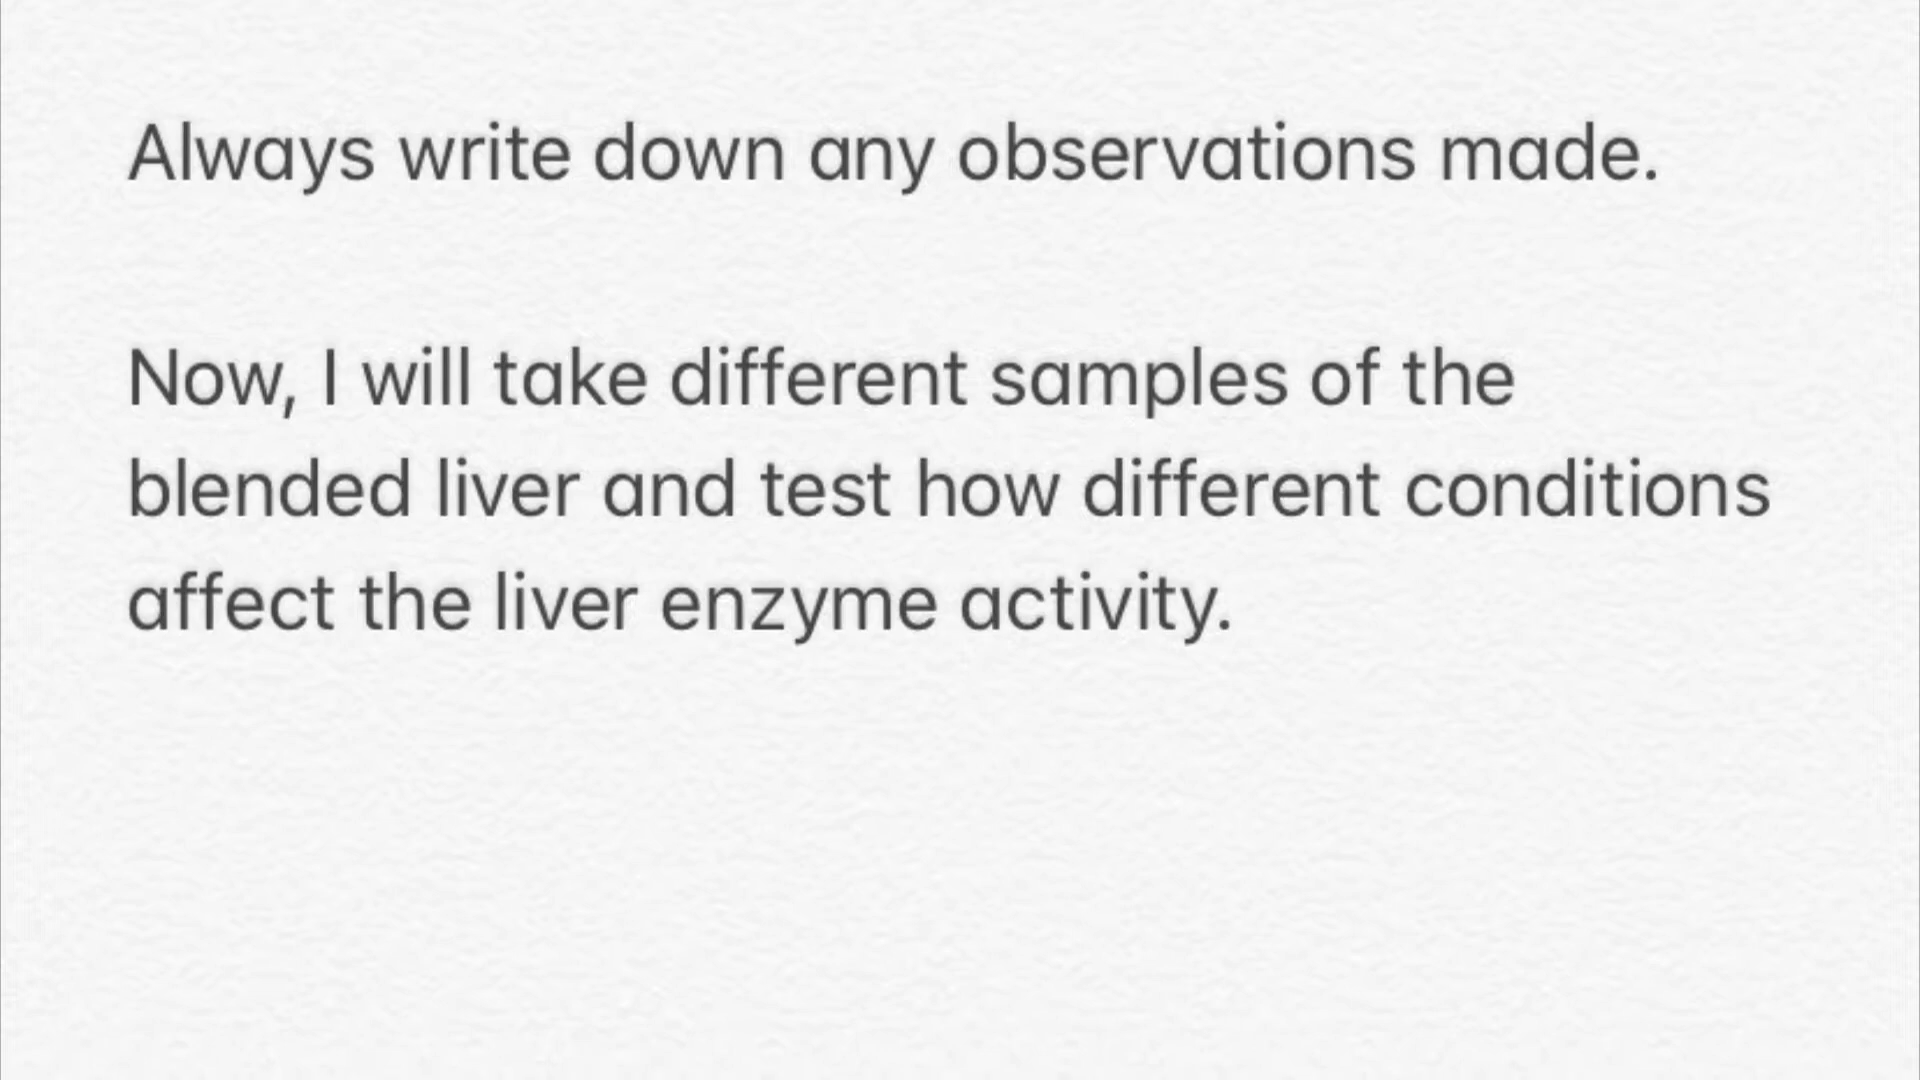 Always write down any observations made.
Now, I will take different samples of the
blended liver and test how different conditions
affect the liver enzyme activity.